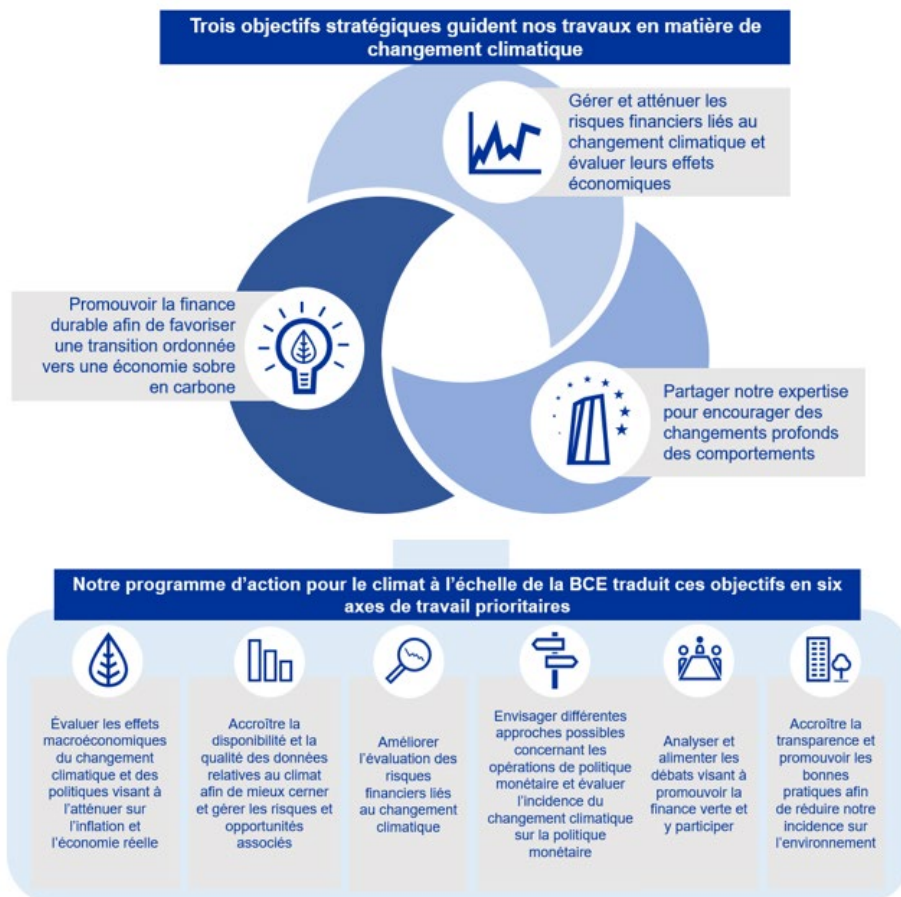 Trois objectifs stratégiques guident nos travaux en matière de
changement climatique
Gérer et atténuer les
risques financiers liés au
changement climatique et
évaluer leurs effets
économiques
Promouvoir la finance
durable afin de favoriser
une transition ordonnée
vers une économie sobre
en carbone
Partager notre expertise
pour encourager des
changements profonds
des comportements
Notre programme d’action pour le climat à l’échelle de la BCE traduit ces objectifs en six
axes de travail prioritaires
Évaluer les effets
macroéconomiques
du changement
climatique et des
politiques visant à
l’atténuer sur
l’inflation et
l’économie réelle
Accroître la
disponibilité et la
qualité des données
relatives au climat
afin de mieux cerner
et gérer les risques et
opportunités
associés
Améliorer
l’évaluation des
risques
financiers liés
au changement
climatique
Envisager différentes
approches possibles
concernant les
opérations de politique
monétaire et évaluer
l’incidence du
changement climatique
sur la politique
monétaire
Analyser et
alimenter les
débats visant à
promouvoir la
finance verte et
y participer
Accroître la
transparence et
promouvoir les
bonnes
pratiques afin
de réduire notre
incidence sur
l’environnement